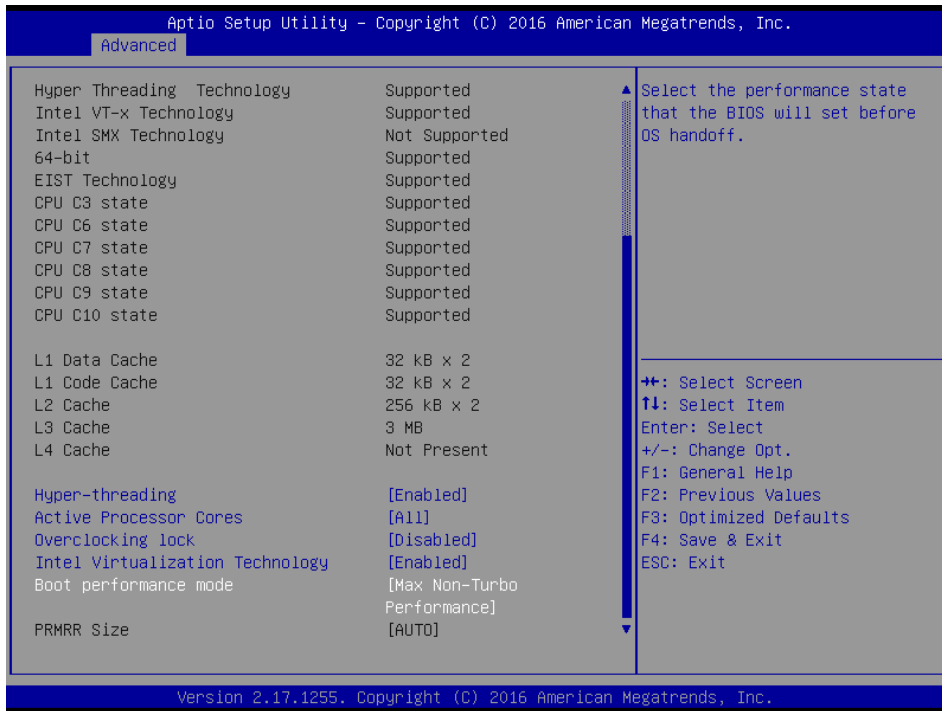 Aptio Setup Utility – Copyright (C) 2016 American Megatrends, Inc.
Advanced
Hyper Threading Technology Supported
Intel VT-x Technology Supported
Intel SMX Technology Not Supported
64-bit Supported
EIST Technology Supported
CPU C3 state Supported
CPU C6 state Supported
CPU C7 state Supported
CPU C8 state Supported
CPU C9 state Supported
CPU C10 state Supported
L1 Data Cache 32 kB x 2
L1 Code Cache 32 kB x 2
L2 Cache 256 kB x 2
L3 Cache 3 MB
L4 Cache Not Present
Hyper-threading [Enabled]
Active Processor Cores [All]
Overclocking lock [Disabled]
Intel Virtualization Technology [Enabled]
Boot performance mode [Max Non-Turbo
Performance]
PRMRR Size [AUTO]
Select the performance state
that the BIOS will set before
OS handoff.
→←: Select Screen
↑↓: Select Item
Enter: Select
+/-: Change Opt.
F1: General Help
F2: Previous Values
F3: Optimized Defaults
F4: Save & Exit
ESC: Exit
Version 2.17.1255. Copyright (C) 2016 American Megatrends, Inc.